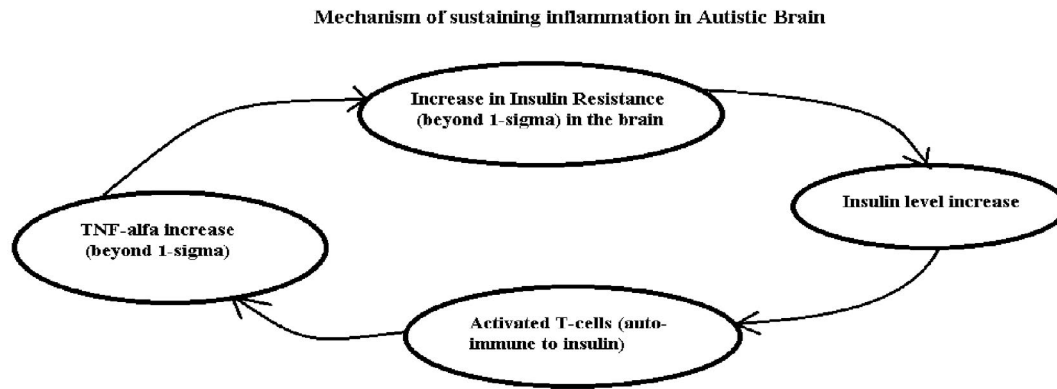 Mechanism of sustaining inflammation in Autistic Brain
Increase in Insulin Resistance
(beyond 1-sigma) in the brain
Insulin level increase
TNF-alfa increase
(beyond 1-sigma)
Activated T-cells (auto-
immune to insulin)